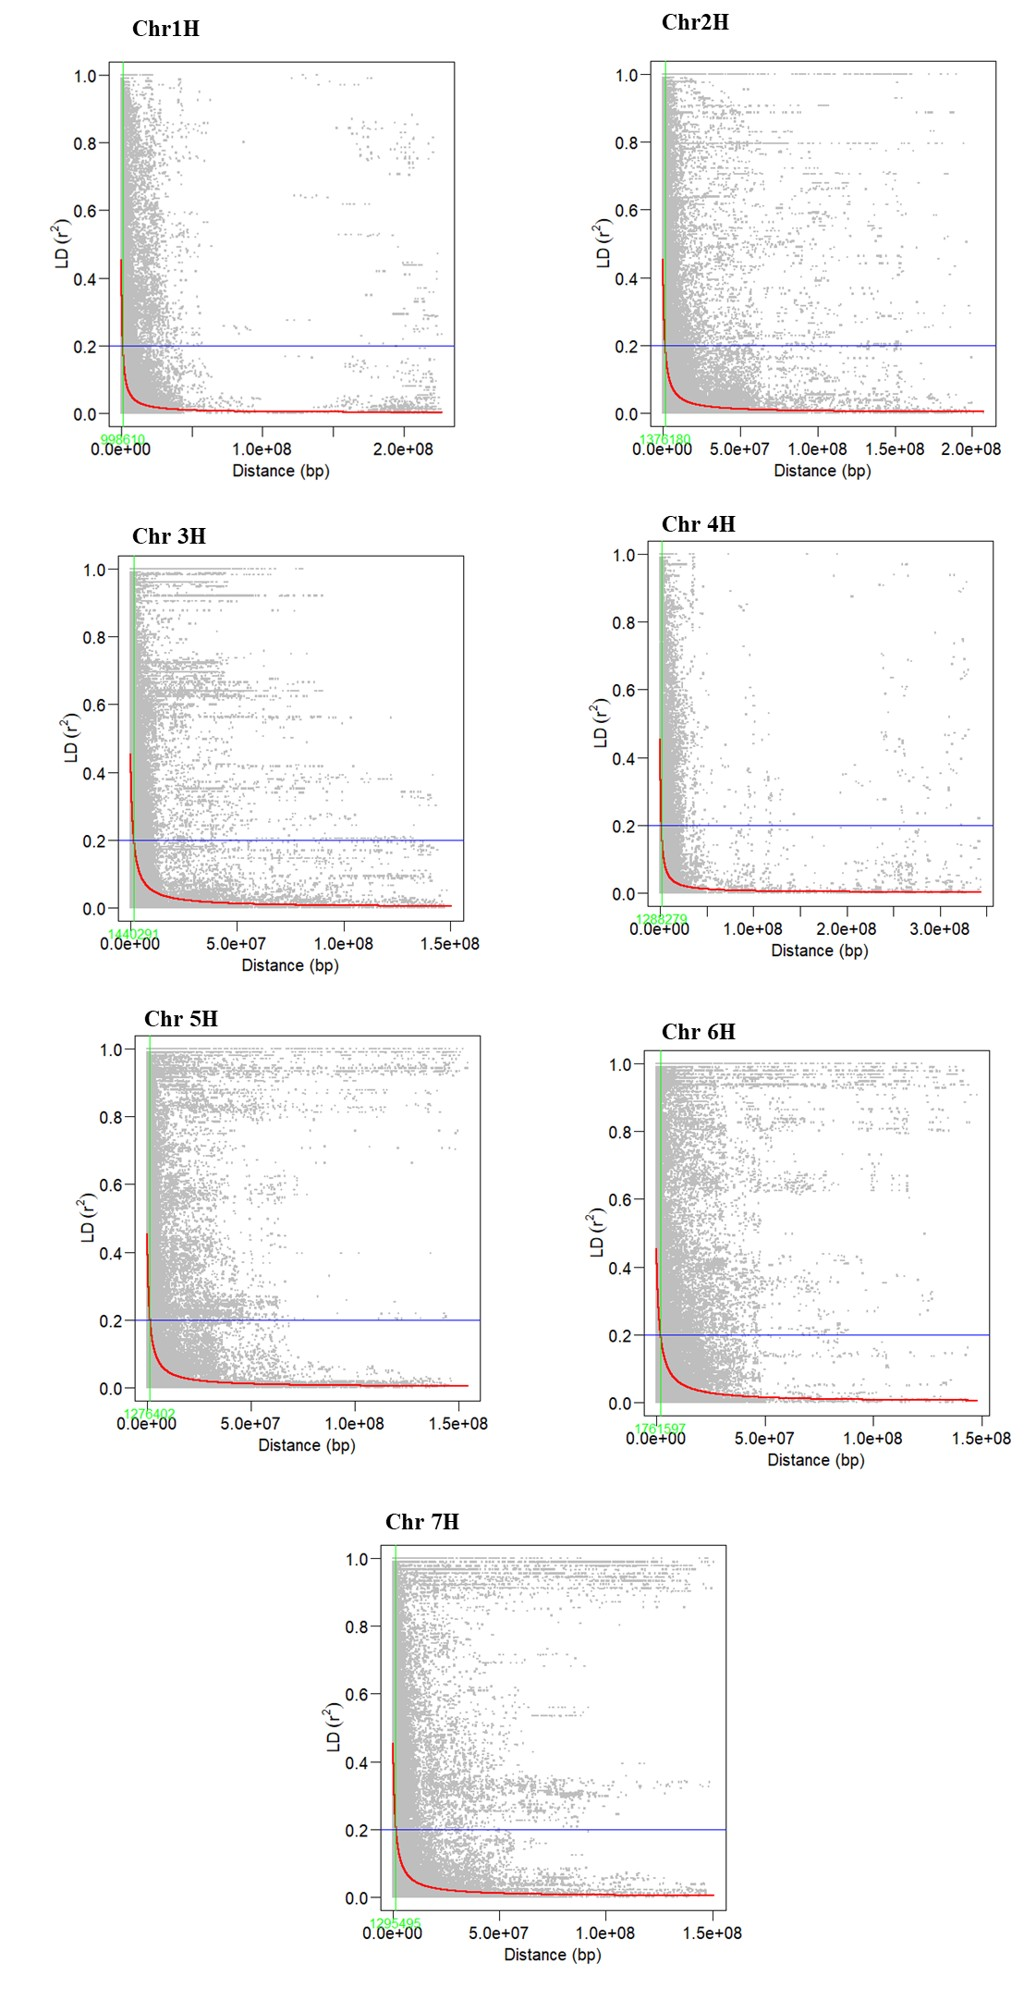 Chr1H
1.0
0.8
0.6
0.4
0.2
0.0
LD (r²)
998610
0.0e+00 1.0e+08 2.0e+08
Distance (bp)
Chr2H
1.0
0.8
0.6
0.4
0.2
0.0
LD (r²)
1376180
0.0e+00 5.0e+07 1.0e+08 1.5e+08 2.0e+08
Distance (bp)
Chr 3H
1.0
0.8
0.6
0.4
0.2
0.0
LD (r²)
1440291
0.0e+00 5.0e+07 1.0e+08 1.5e+08
Distance (bp)
Chr 4H
1.0
0.8
0.6
0.4
0.2
0.0
LD (r²)
1288279
0.0e+00 1.0e+08 2.0e+08 3.0e+08
Distance (bp)
Chr 5H
1.0
0.8
0.6
0.4
0.2
0.0
LD (r²)
1276402
0.0e+00 5.0e+07 1.0e+08 1.5e+08
Distance (bp)
Chr 6H
1.0
0.8
0.6
0.4
0.2
0.0
LD (r²)
1761597
0.0e+00 5.0e+07 1.0e+08 1.5e+08
Distance (bp)
Chr 7H
1.0
0.8
0.6
0.4
0.2
0.0
LD (r²)
1295495
0.0e+00 5.0e+07 1.0e+08 1.5e+08
Distance (bp)